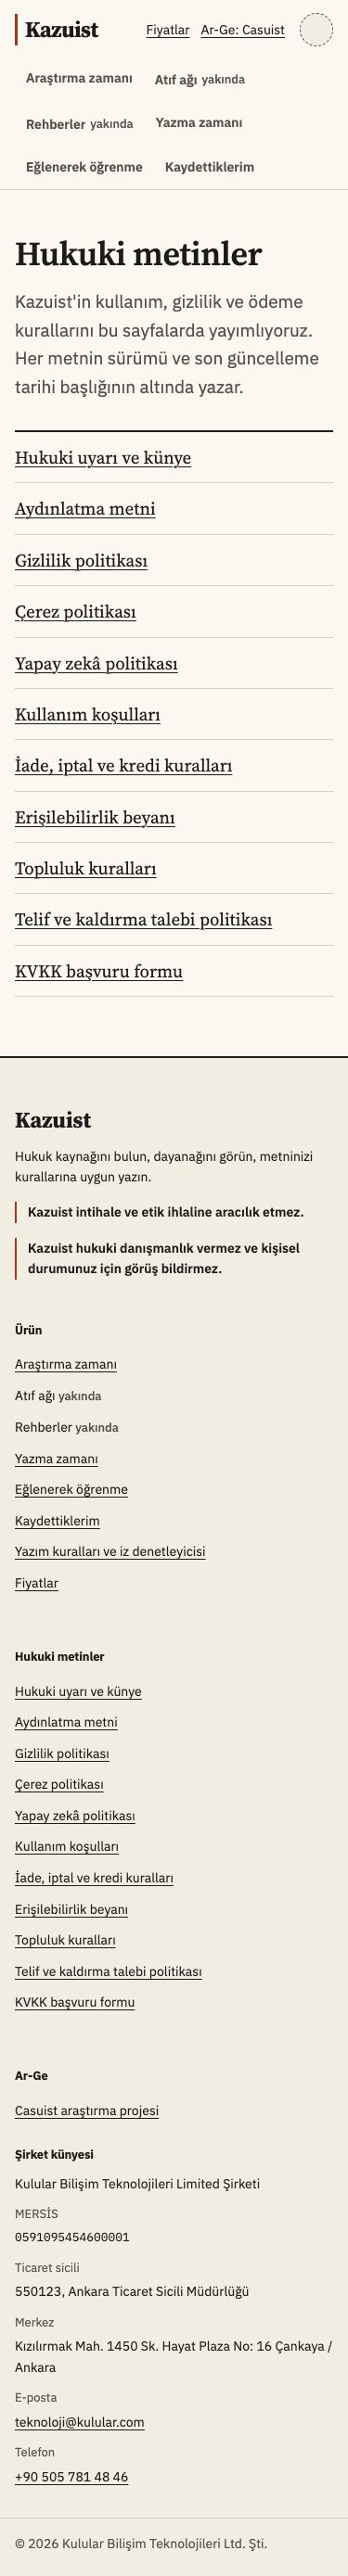 Kazuist
Fiyatlar Ar-Ge: Casuist
Araştırma zamanı Atıf ağı yakında
Rehberler yakında Yazma zamanı
Eğlenerek öğrenme Kaydettiklerim
Hukuki metinler
Kazuist'in kullanım, gizlilik ve ödeme
kurallarını bu sayfalarda yayımlıyoruz.
Her metnin sürümü ve son güncelleme
tarihi başlığının altında yazar.
Hukuki uyarı ve künye
Aydınlatma metni
Gizlilik politikası
Çerez politikası
Yapay zekâ politikası
Kullanım koşulları
İade, iptal ve kredi kuralları
Erişilebilirlik beyanı
Topluluk kuralları
Telif ve kaldırma talebi politikası
KVKK başvuru formu
Kazuist
Hukuk kaynağını bulun, dayanağını görün, metninizi
kurallarına uygun yazın.
Kazuist intihale ve etik ihlaline aracılık etmez.
Kazuist hukuki danışmanlık vermez ve kişisel
durumunuz için görüş bildirmez.
Ürün
Araştırma zamanı
Atıf ağı yakında
Rehberler yakında
Yazma zamanı
Eğlenerek öğrenme
Kaydettiklerim
Yazım kuralları ve iz denetleyicisi
Fiyatlar
Hukuki metinler
Hukuki uyarı ve künye
Aydınlatma metni
Gizlilik politikası
Çerez politikası
Yapay zekâ politikası
Kullanım koşulları
İade, iptal ve kredi kuralları
Erişilebilirlik beyanı
Topluluk kuralları
Telif ve kaldırma talebi politikası
KVKK başvuru formu
Ar-Ge
Casuist araştırma projesi
Şirket künyesi
Kulular Bilişim Teknolojileri Limited Şirketi
MERSİS
0591095454600001
Ticaret sicili
550123, Ankara Ticaret Sicili Müdürlüğü
Merkez
Kızılırmak Mah. 1450 Sk. Hayat Plaza No: 16 Çankaya /
Ankara
E-posta
teknoloji@kulular.com
Telefon
+90 505 781 48 46
© 2026 Kulular Bilişim Teknolojileri Ltd. Şti.